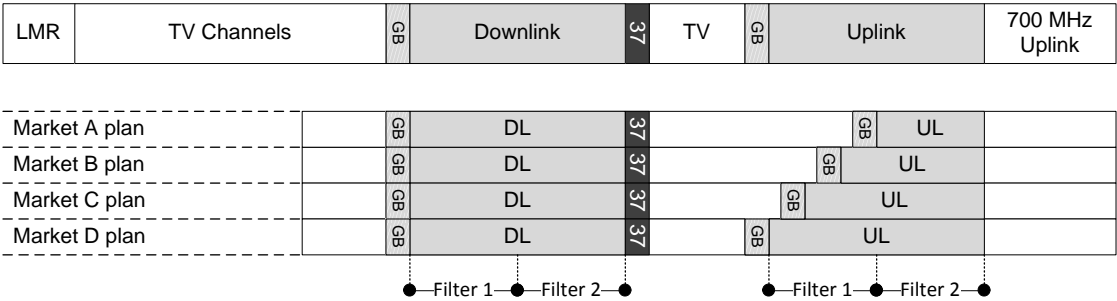 LMR TV Channels GB Downlink 37 TV GB Uplink 700 MHz Uplink
Market A plan GB DL 37 GB UL
Market B plan GB DL 37 GB UL
Market C plan GB DL 37 GB UL
Market D plan GB DL 37 GB UL
Filter 1 Filter 2 Filter 1 Filter 2